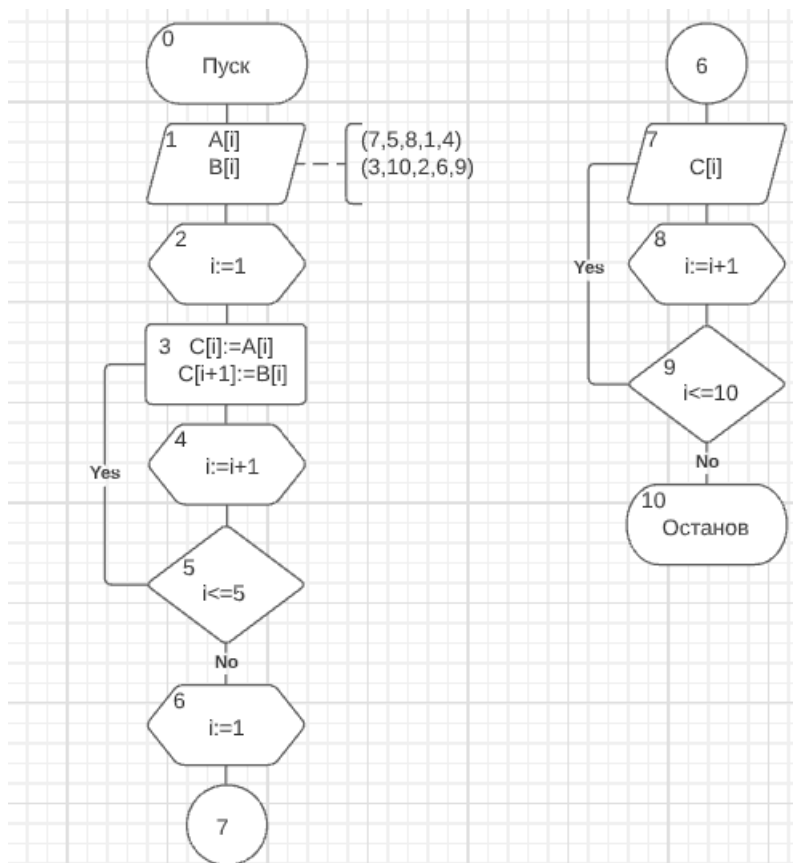 0
Пуск
1 A[i]
B[i]
(7,5,8,1,4)
(3,10,2,6,9)
2
i:=1
3 C[i]:=A[i]
C[i+1]:=B[i]
4
i:=i+1
Yes
5
i<=5
No
6
i:=1
7
6
7
C[i]
8
i:=i+1
Yes
9
i<=10
No
10
Останов